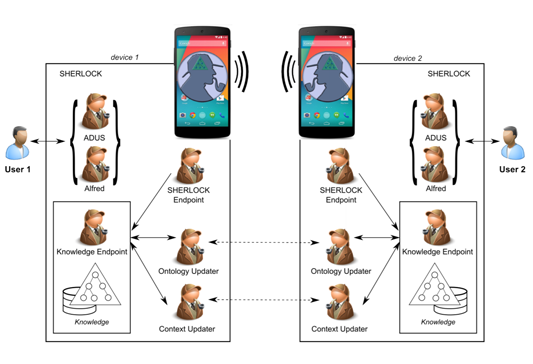 device 1
SHERLOCK
ADUS
User 1
Alfred
SHERLOCK
Endpoint
Knowledge Endpoint
Ontology Updater
Knowledge
Context Updater
device 2
SHERLOCK
ADUS
User 2
Alfred
SHERLOCK
Endpoint
Knowledge Endpoint
Ontology Updater
Knowledge
Context Updater